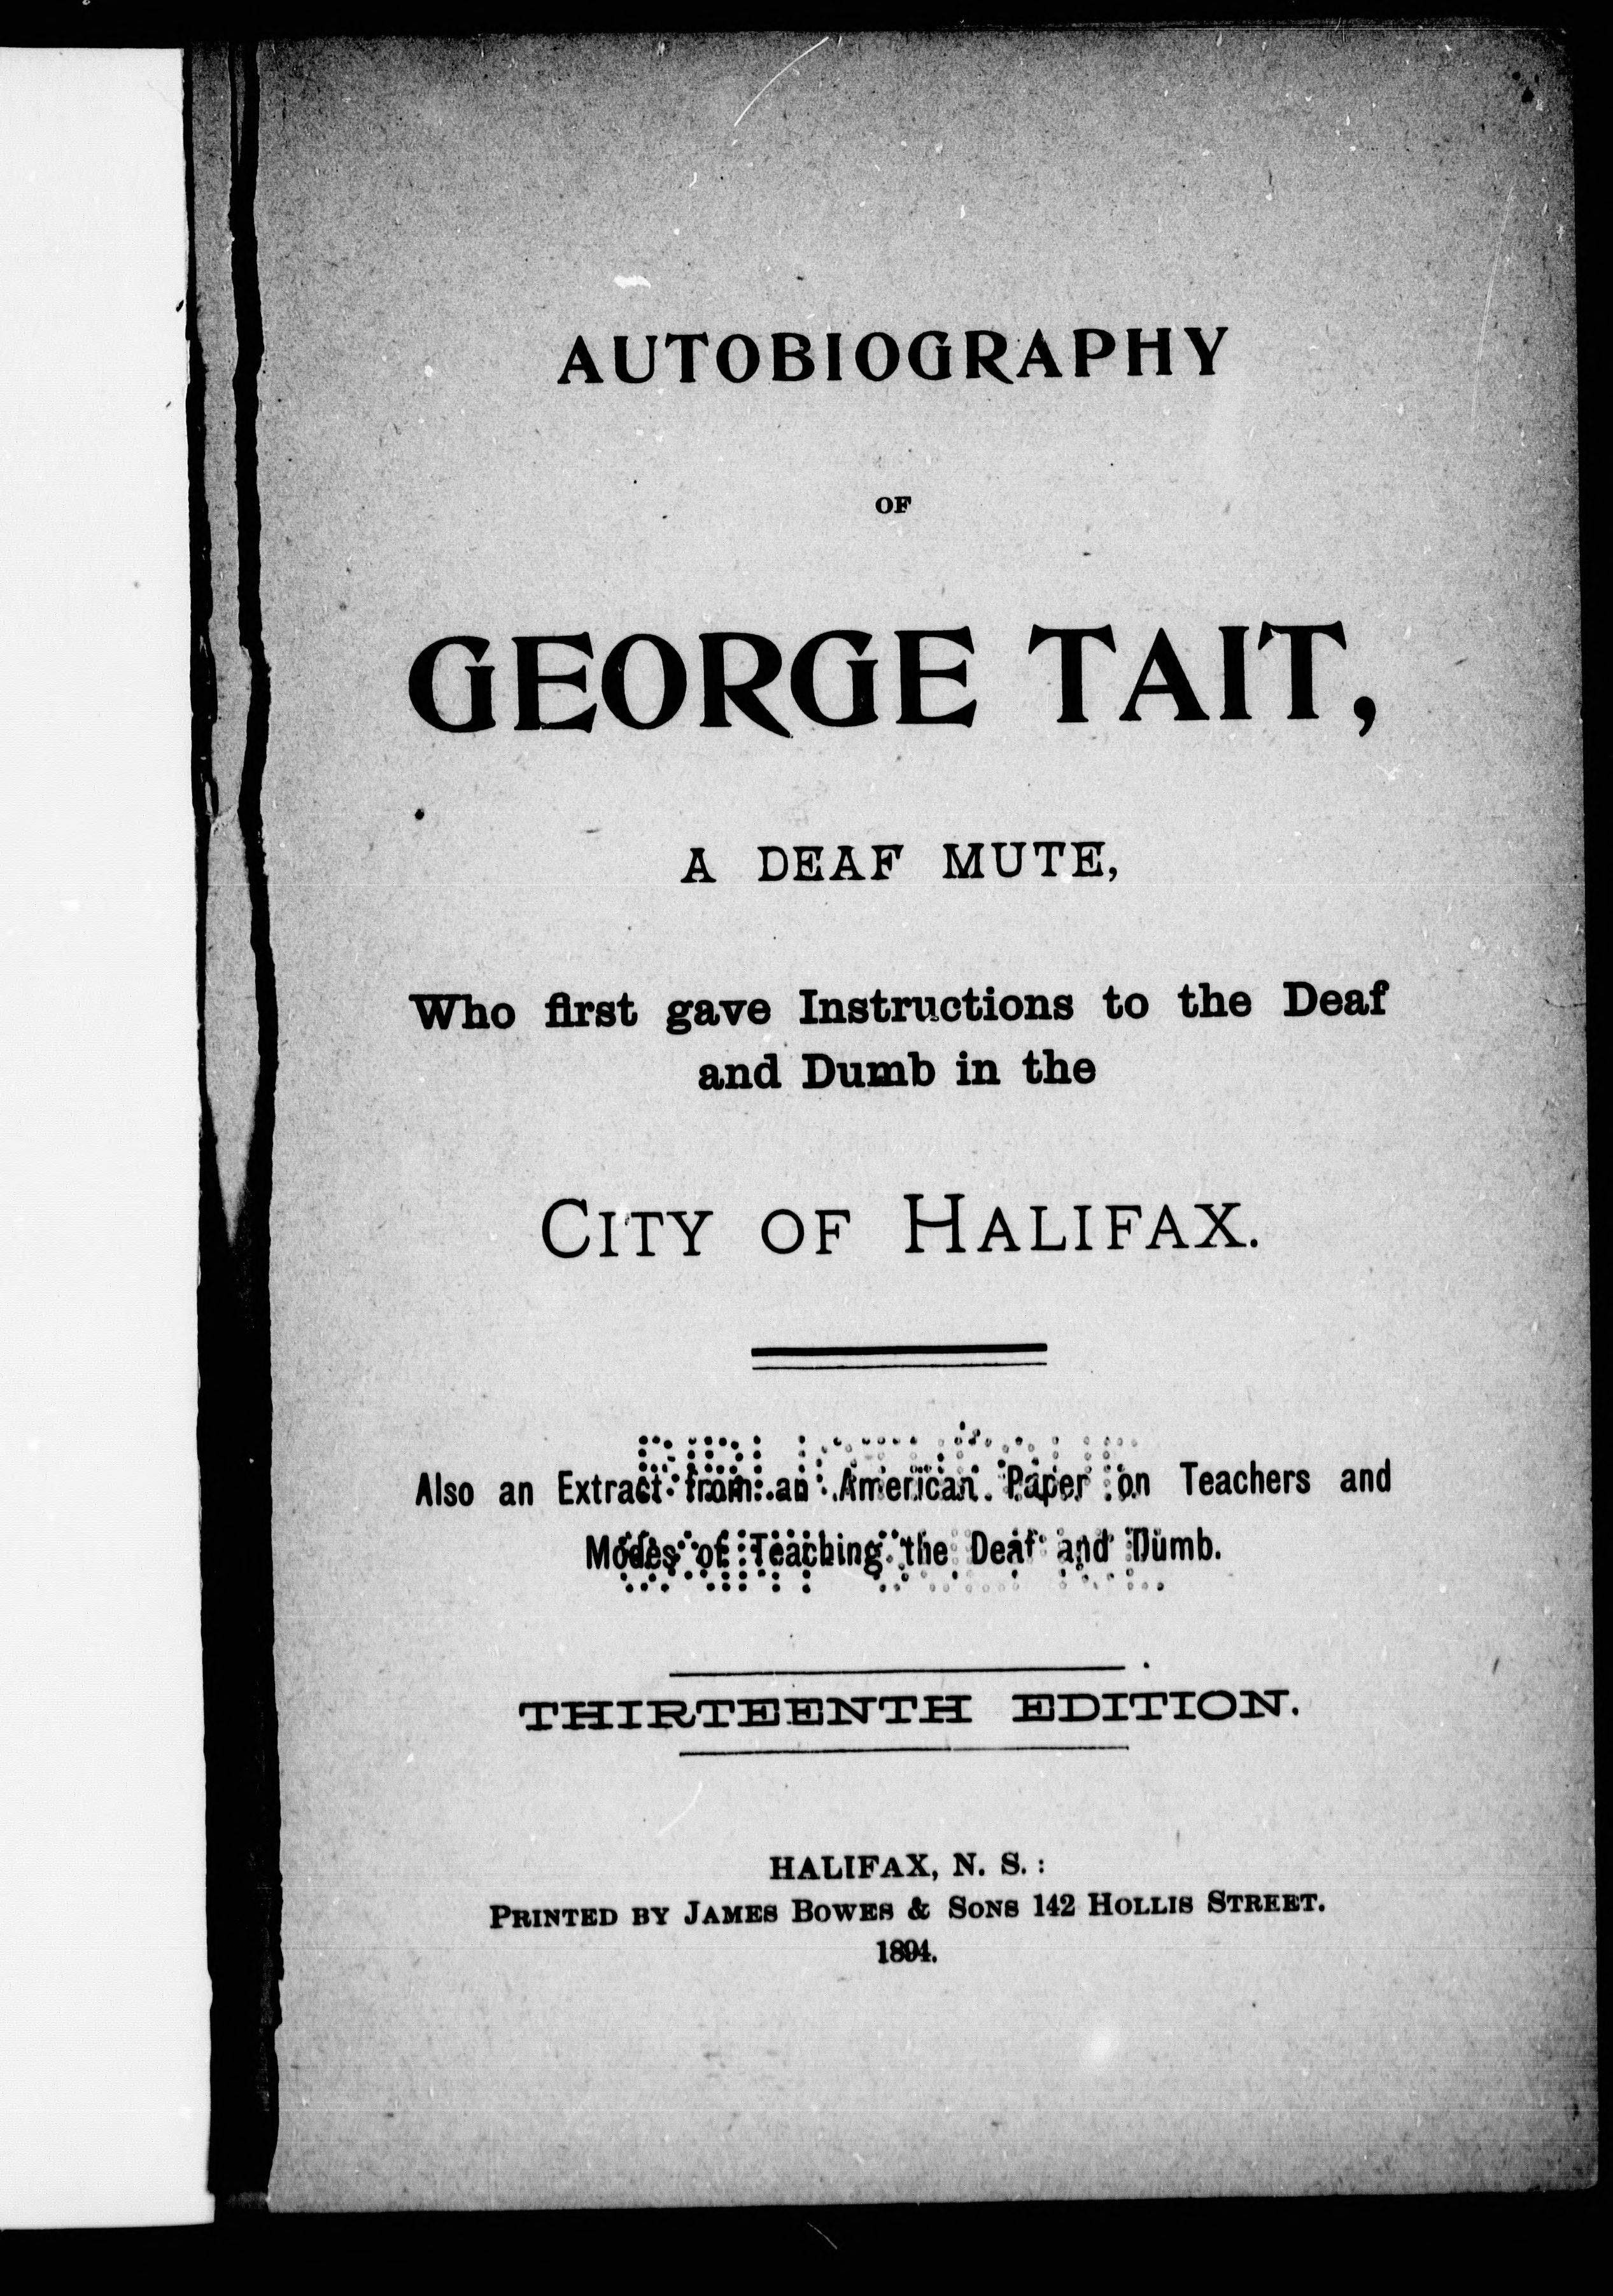 AUTOBIOGRAPHY
OF
GEORGE TAIT,
A DEAF MUTE,
Who first gave Instructions to the Deaf
and Dumb in the
CITY OF HALIFAX.
Also an Extract from an American Paper on Teachers and
Modes of Teaching the Deaf and Dumb.
THIRTEENTH EDITION.
HALIFAX, N. S. :
PRINTED BY JAMES BOWES & SONS 142 HOLLIS STREET.
1894.